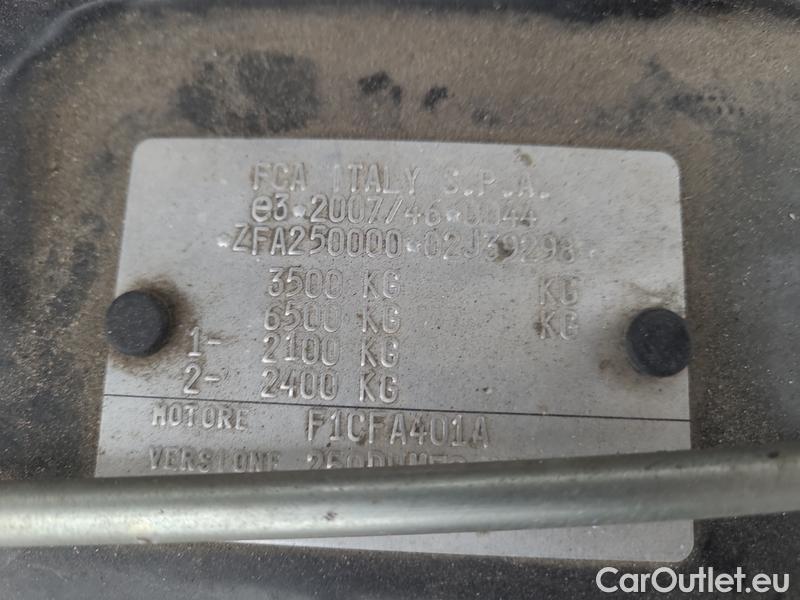 FCA ITALY S.P.A.
e3*2007/46*0044
*ZFA250000*02J39298*
3500 KG KG
6500 KG KG
1- 2100 KG
2- 2400 KG
MOTORE F1CFA401A
VERSIONE
CarOutlet.eu